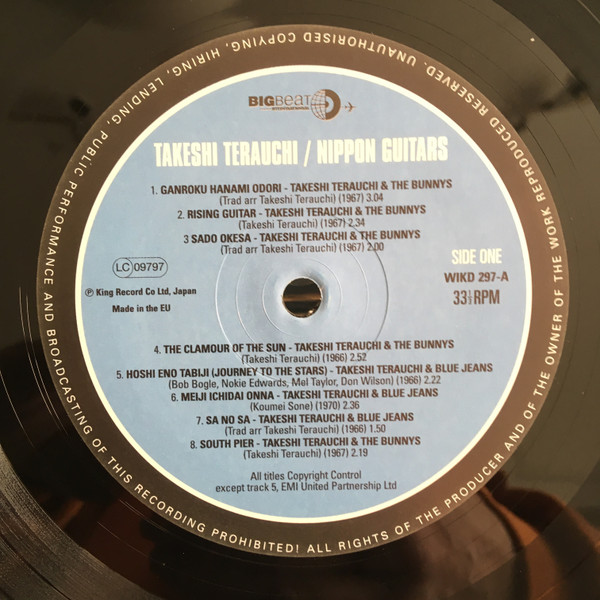 BIGBEAT
TAKESHI TERAUCHI / NIPPON GUITARS
1. GANROKU HANAMI ODORI - TAKESHI TERAUCHI & THE BUNNYS
(Trad arr Takeshi Terauchi) (1967) 3.04
2. RISING GUITAR - TAKESHI TERAUCHI & THE BUNNYS
(Takeshi Terauchi) (1967) 2.34
3 SADO OKESA - TAKESHI TERAUCHI & THE BUNNYS
(Trad arr Takeshi Terauchi) (1967) 2.00
LC 09797
℗ King Record Co Ltd, Japan
Made in the EU
SIDE ONE
WIKD 297-A
33⅓RPM
4. THE CLAMOUR OF THE SUN - TAKESHI TERAUCHI & THE BUNNYS
(Takeshi Terauchi) (1966) 2.52
5. HOSHI ENO TABIJI (JOURNEY TO THE STARS) - TAKESHI TERAUCHI & BLUE JEANS
(Bob Bogle, Nokie Edwards, Mel Taylor, Don Wilson) (1966) 2.22
6. MEIJI ICHIDAI ONNA - TAKESHI TERAUCHI & BLUE JEANS
(Koumei Sone) (1970) 2.36
7. SA NO SA - TAKESHI TERAUCHI & BLUE JEANS
(Trad arr Takeshi Terauchi) (1966) 1.50
8. SOUTH PIER - TAKESHI TERAUCHI & THE BUNNYS
(Takeshi Terauchi) (1967) 2.19
All titles Copyright Control
except track 5, EMI United Partnership Ltd
ALL RIGHTS OF THE PRODUCER AND OF THE OWNER OF THE WORK REPRODUCED RESERVED. UNAUTHORISED COPYING, HIRING, LENDING, PUBLIC PERFORMANCE AND BROADCASTING OF THIS RECORDING PROHIBITED!